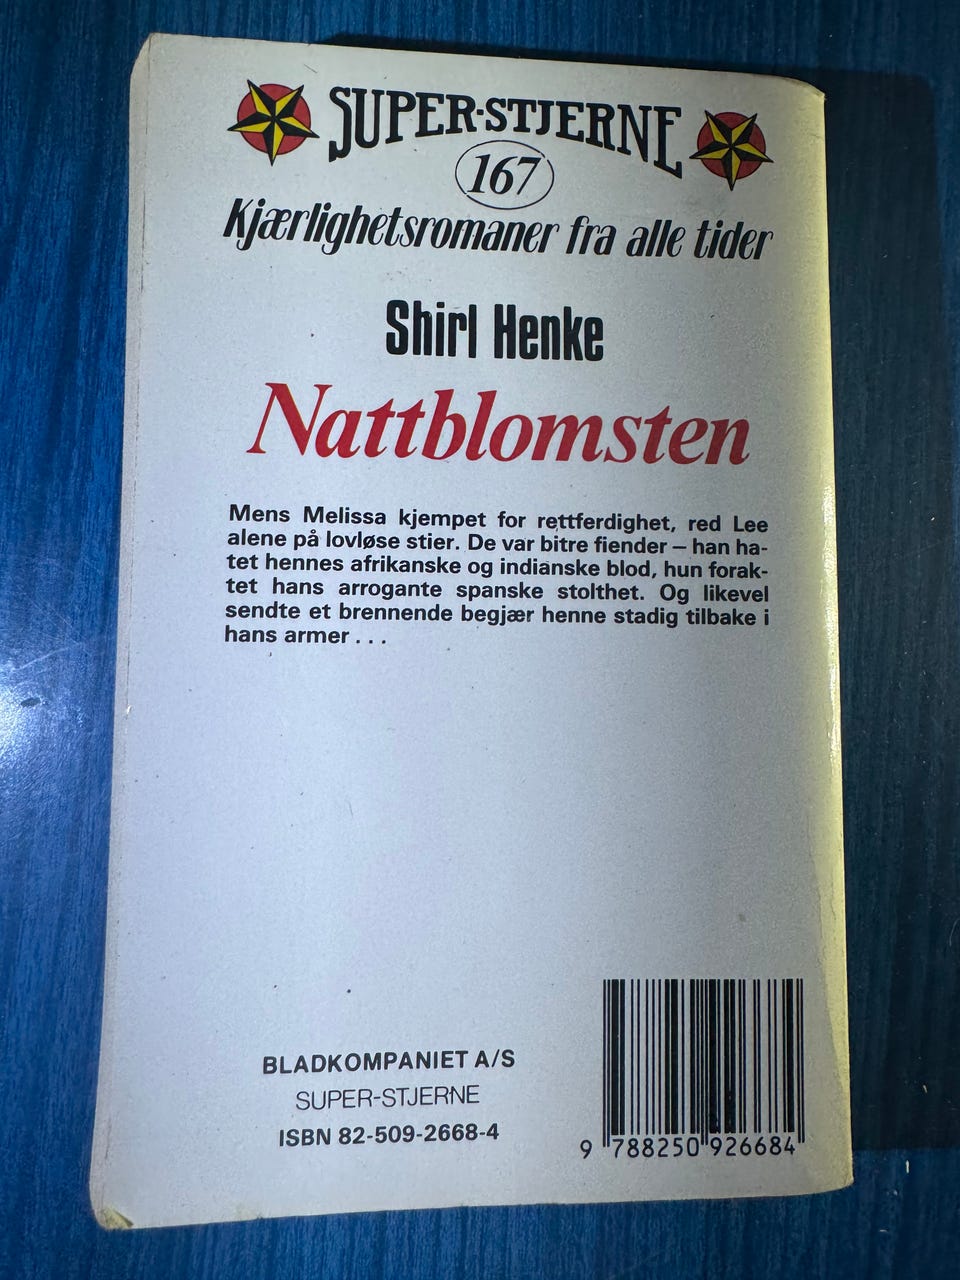 SUPER-STJERNE
167
Kjærlighetsromaner fra alle tider
Shirl Henke
Nattblomsten
Mens Melissa kjempet for rettferdighet, red Lee
alene på lovløse stier. De var bitre fiender – han ha-
tet hennes afrikanske og indianske blod, hun forak-
tet hans arrogante spanske stolthet. Og likevel
sendte et brennende begjær henne stadig tilbake i
hans armer . . .
BLADKOMPANIET A/S
SUPER-STJERNE
ISBN 82-509-2668-4
9 788250 926684